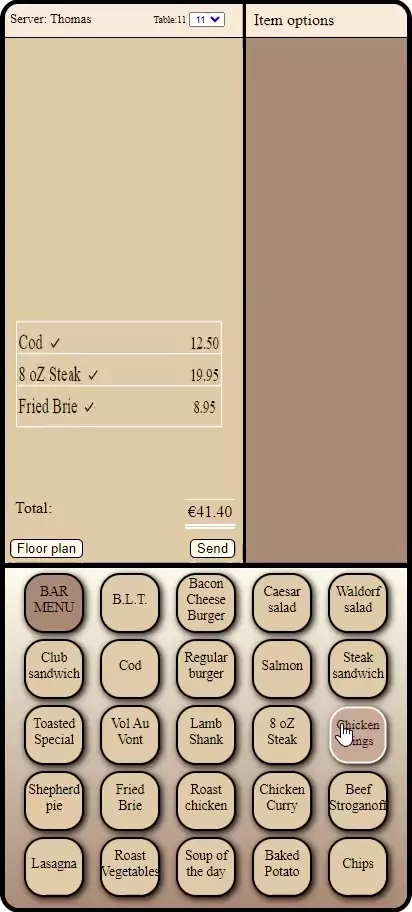 Server: Thomas
Table:11 11
Item options
Cod ✓ 12.50
8 oZ Steak ✓ 19.95
Fried Brie ✓ 8.95
Total: €41.40
Floor plan Send
BAR
MENU
B.L.T.
Bacon
Cheese
Burger
Caesar
salad
Waldorf
salad
Club
sandwich
Cod
Regular
burger
Salmon
Steak
sandwich
Toasted
Special
Vol Au
Vont
Lamb
Shank
8 oZ
Steak
Chicken
Shepherd
pie
Fried
Brie
Roast
chicken
Chicken
Curry
Beef
Stroganoff
Lasagna
Roast
Vegetables
Soup of
the day
Baked
Potato
Chips